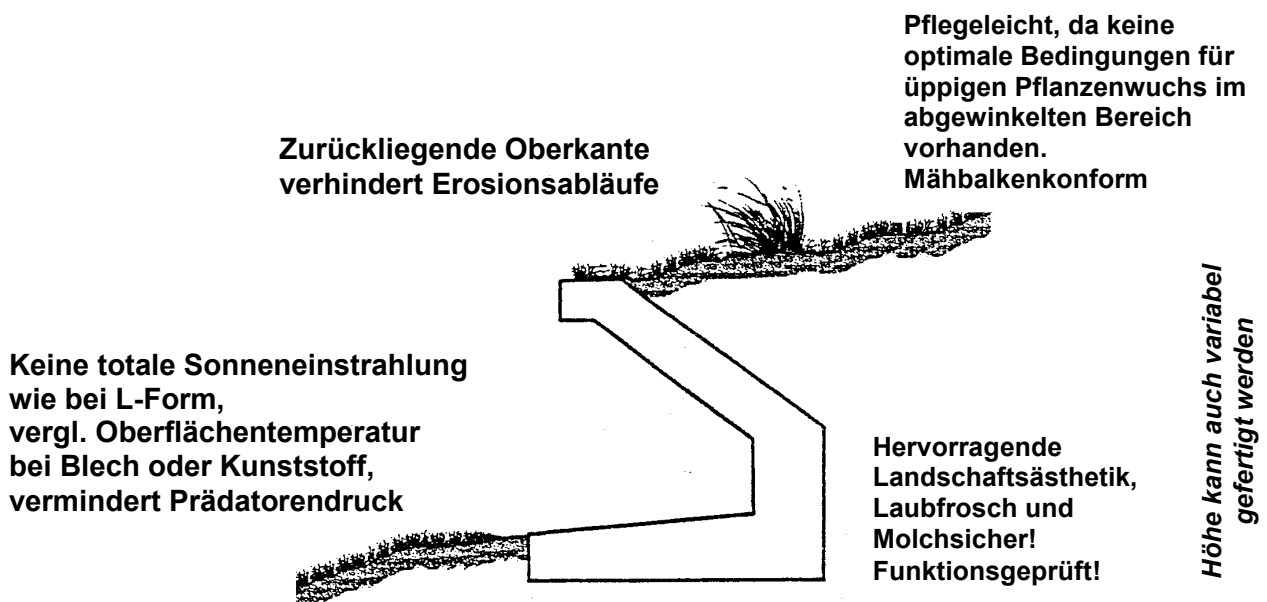 Pflegeleicht, da keine
optimale Bedingungen für
üppigen Pflanzenwuchs im
abgewinkelten Bereich
vorhanden.
Mähbalkenkonform
Zurückliegende Oberkante
verhindert Erosionsabläufe
Keine totale Sonneneinstrahlung
wie bei L-Form,
vergl. Oberflächentemperatur
bei Blech oder Kunststoff,
vermindert Prädatorendruck
Hervorragende
Landschaftsästhetik,
Laubfrosch und
Molchsicher!
Funktionsgeprüft!
Höhe kann auch variabel
gefertigt werden